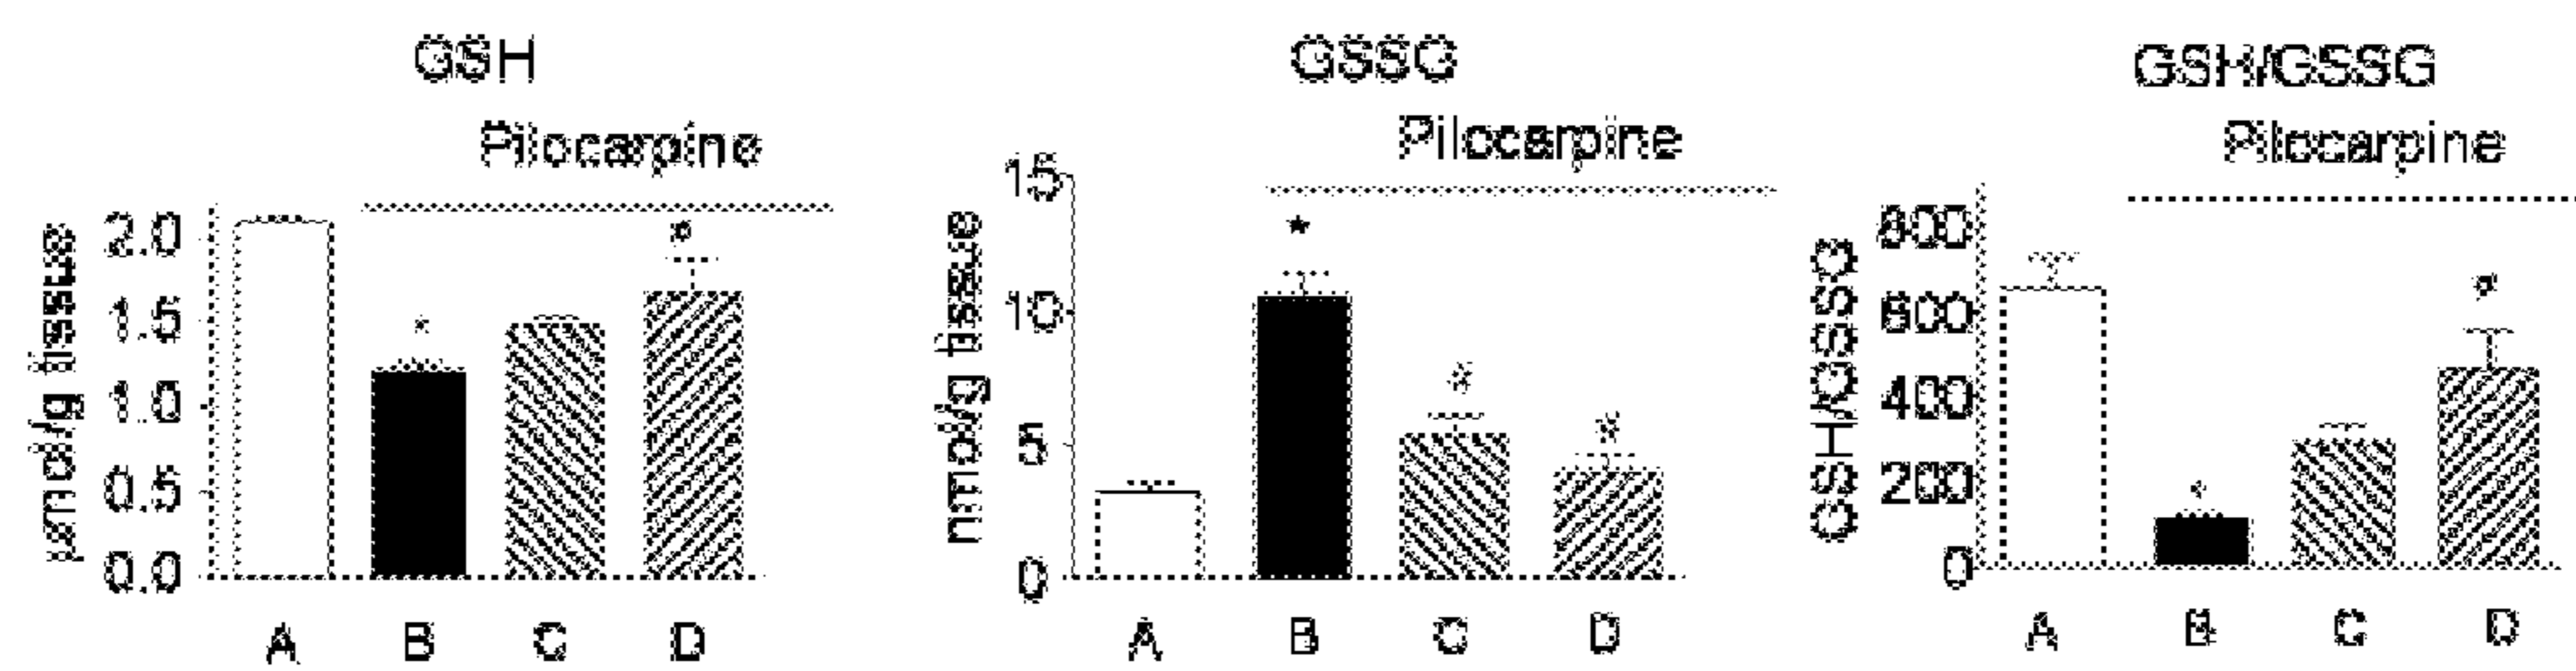 GSH
Pilocarpine
µmol/g tissue
2.0
1.5
1.0
0.5
0.0
A B C D
GSSG
Pilocarpine
nmol/g tissue
15
10
5
0
A B C D
GSH/GSSG
Pilocarpine
GSH/GSSG
800
600
400
200
0
A B C D